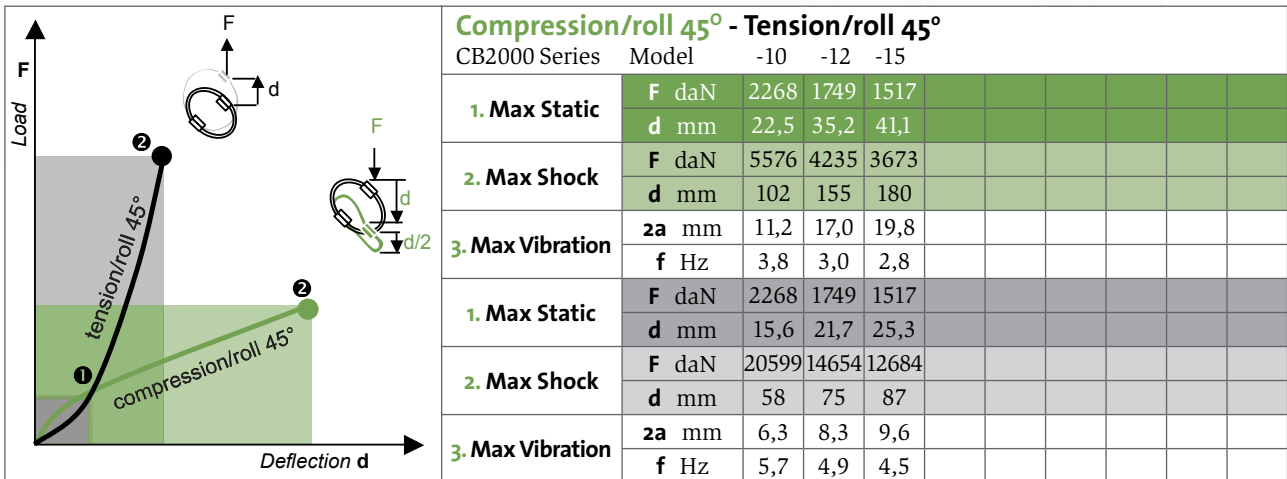 F
Load
F
d
❷
F
d
d/2
tension/roll 45°
❷
❶
compression/roll 45°
Deflection d
Compression/roll 45° - Tension/roll 45°
CB2000 Series Model -10 -12 -15
1. Max Static
F daN 2268 1749 1517
d mm 22,5 35,2 41,1
2. Max Shock
F daN 5576 4235 3673
d mm 102 155 180
3. Max Vibration
2a mm 11,2 17,0 19,8
f Hz 3,8 3,0 2,8
1. Max Static
F daN 2268 1749 1517
d mm 15,6 21,7 25,3
2. Max Shock
F daN 20599 14654 12684
d mm 58 75 87
3. Max Vibration
2a mm 6,3 8,3 9,6
f Hz 5,7 4,9 4,5